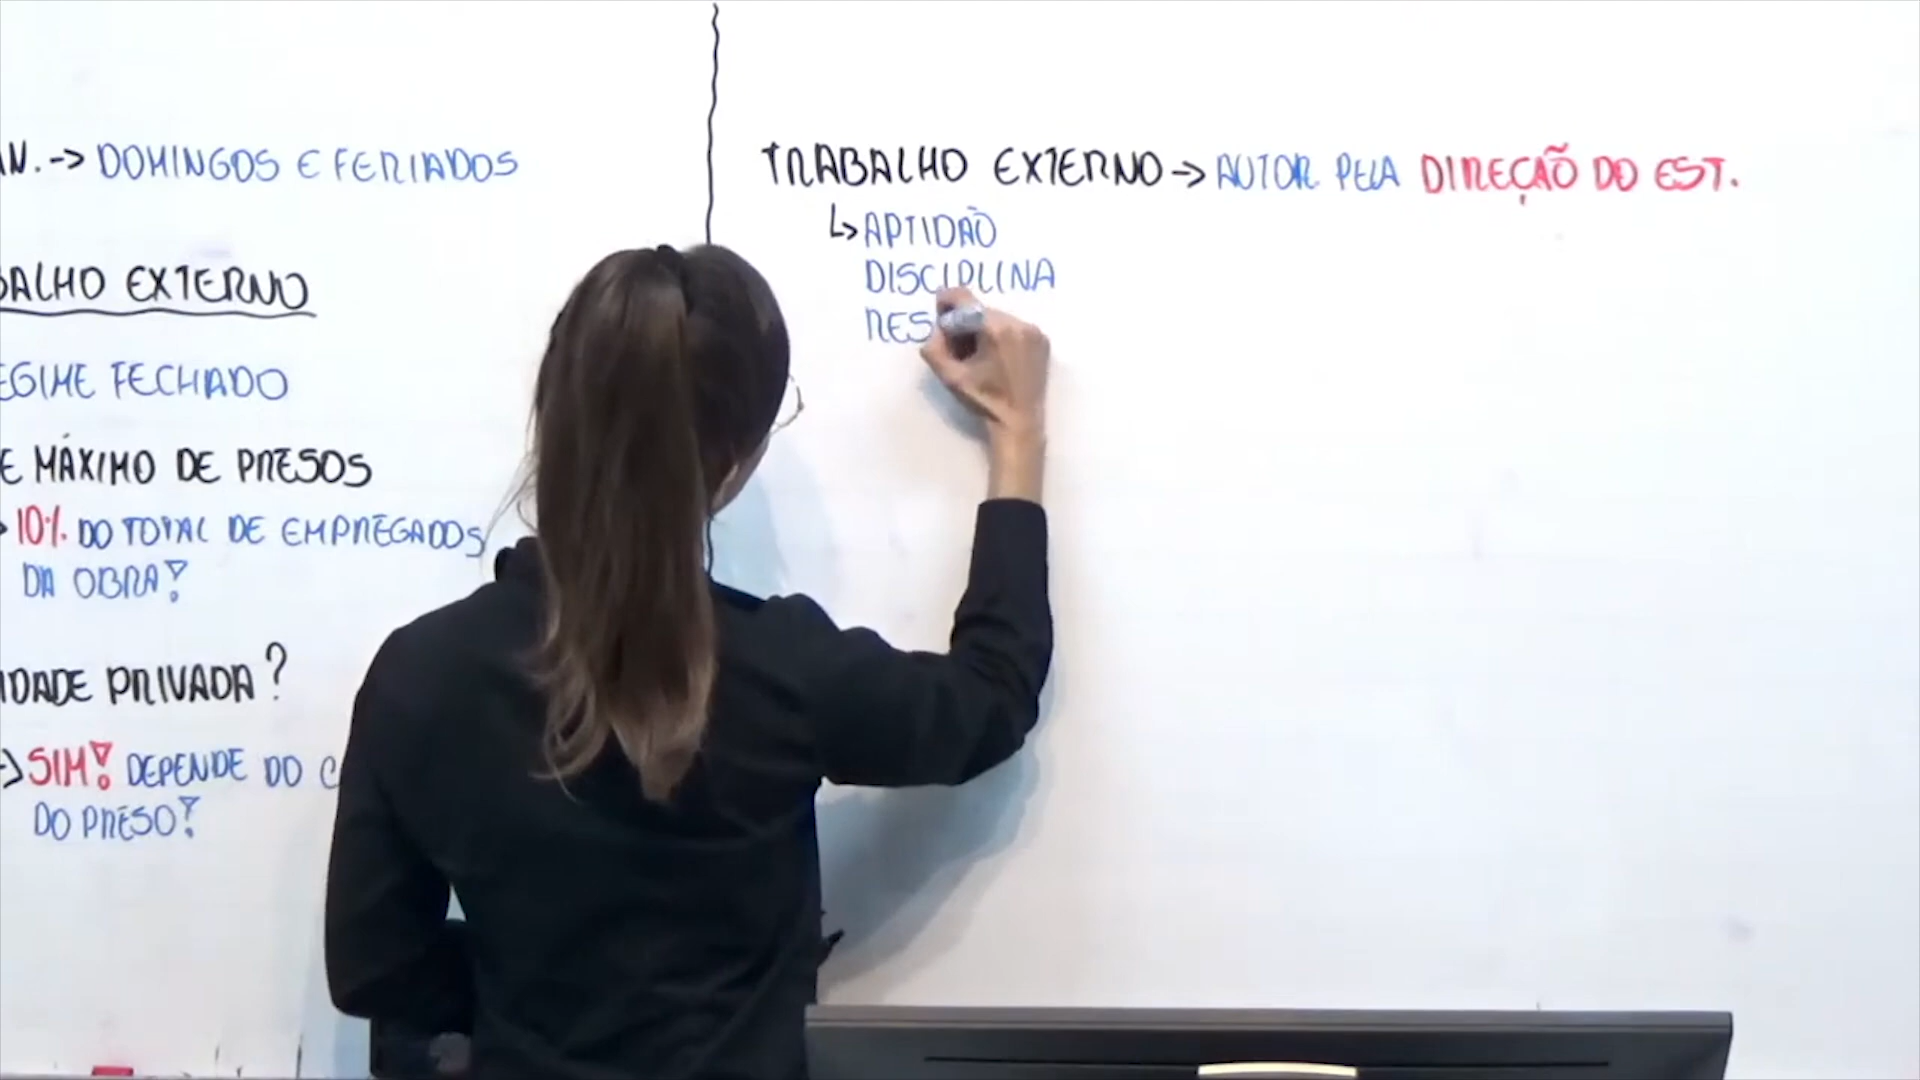 N. -> DOMINGOS E FERIADOS
BALHO EXTERNO
EGIME FECHADO
E MÁXIMO DE PRESOS
10% DO TOTAL DE EMPREGADOS
DA OBRA!
IDADE PRIVADA?
-> SIM! DEPENDE DO C
DO PRESO!
TRABALHO EXTERNO -> AUTOR. PELA DIREÇÃO DO EST.
↳ APTIDÃO
DISCIPLINA
RES